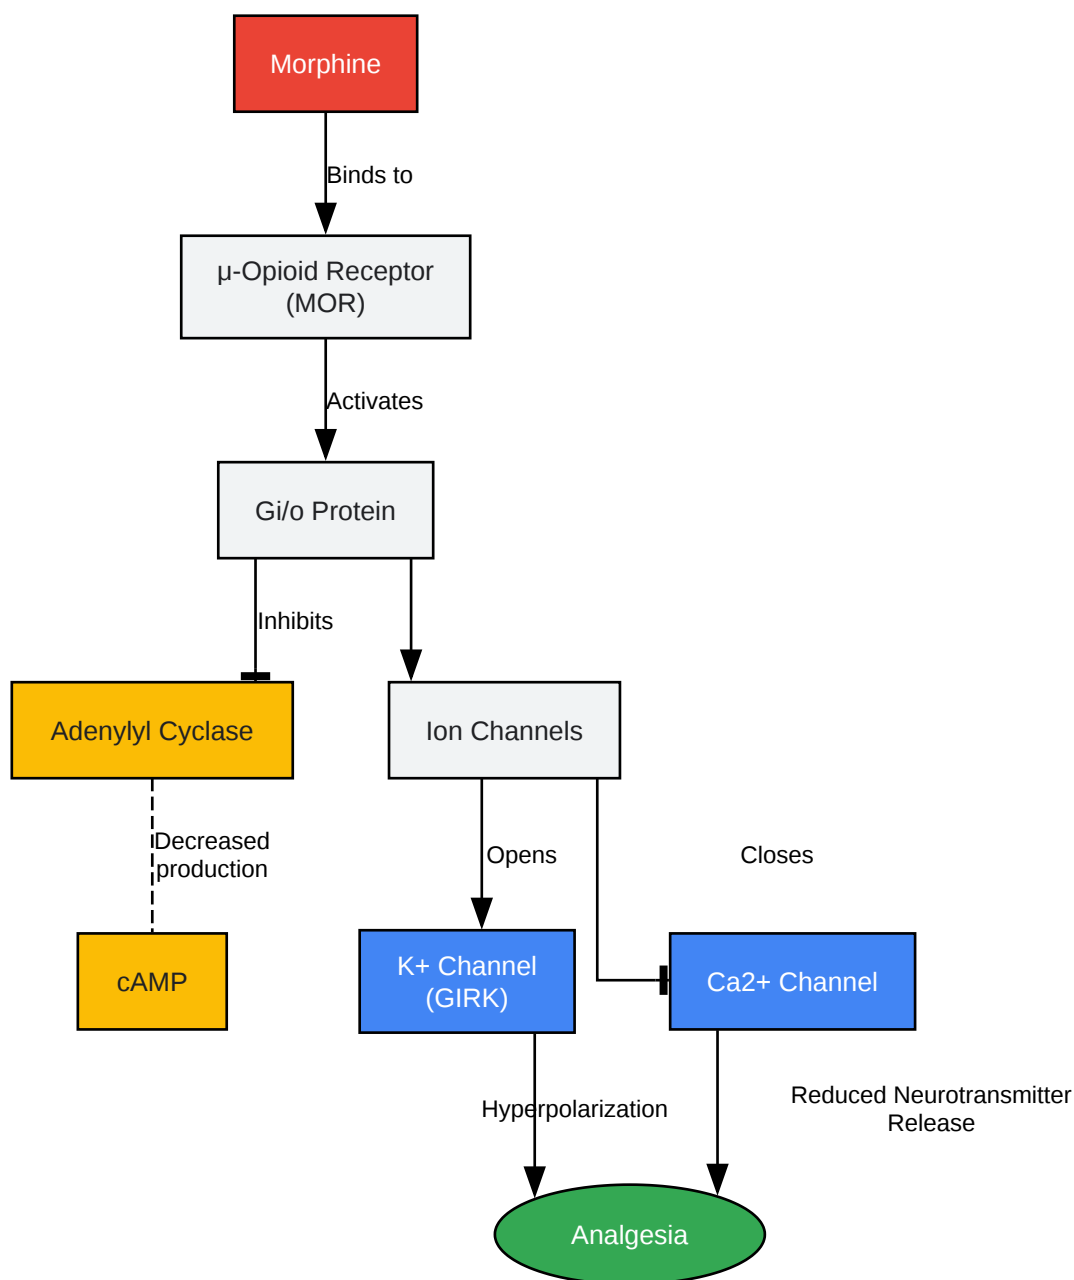 Morphine
Binds to
μ-Opioid Receptor
(MOR)
Activates
Gi/o Protein
Inhibits
Adenylyl Cyclase
Ion Channels
Decreased
production
Opens
Closes
cAMP
K+ Channel
(GIRK)
Ca2+ Channel
Hyperpolarization
Reduced Neurotransmitter
Release
Analgesia